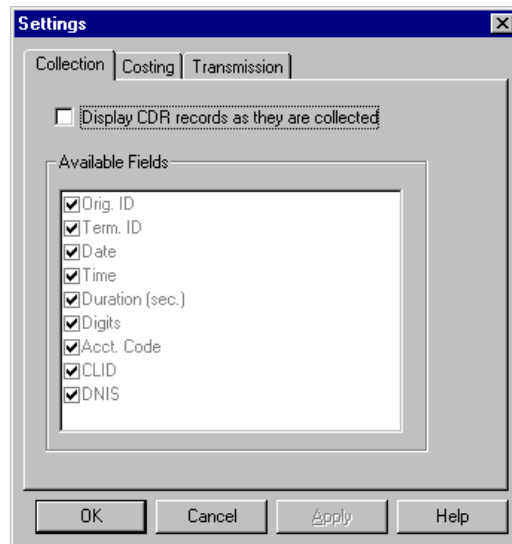 Settings
Collection Costing Transmission
Display CDR records as they are collected
Available Fields
Orig. ID
Term. ID
Date
Time
Duration (sec.)
Digits
Acct. Code
CLID
DNIS
OK Cancel Apply Help